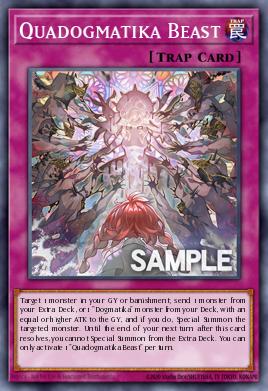 QUADOGMATIKA BEAST
TRAP
罠
[TRAP CARD]
SAMPLE
Target 1 monster in your GY or banishment, send 1 monster from
your Extra Deck, or 1 "Dogmatika" monster from your Deck, with an
equal or higher ATK to the GY, and if you do, Special Summon the
targeted monster. Until the end of your next turn after this card
resolves, you cannot Special Summon from the Extra Deck. You can
only activate 1 "Quadogmatika Beast" per turn.